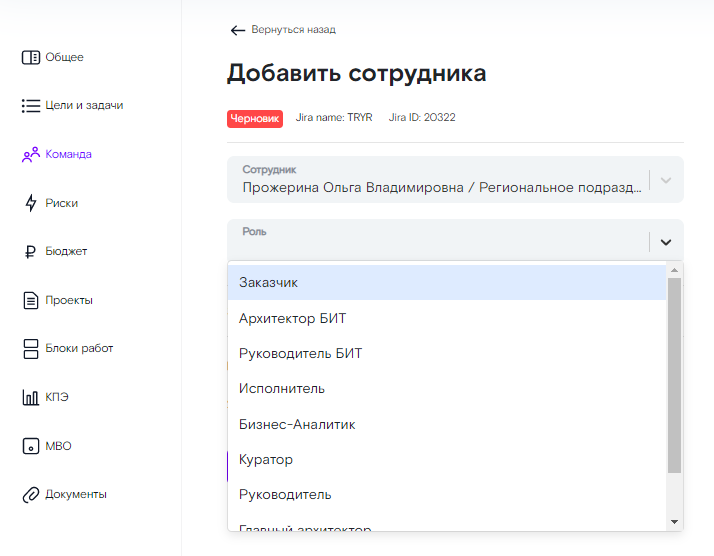 Вернуться назад
Добавить сотрудника
Черновик Jira name: TRYR Jira ID: 20322
Общее
Цели и задачи
Команда
Риски
Бюджет
Проекты
Блоки работ
КПЭ
МВО
Документы
Сотрудник
Прожерина Ольга Владимировна / Региональное подразд...
Роль
Заказчик
Архитектор БИТ
Руководитель БИТ
Исполнитель
Бизнес-Аналитик
Куратор
Руководитель
Главный архитектор